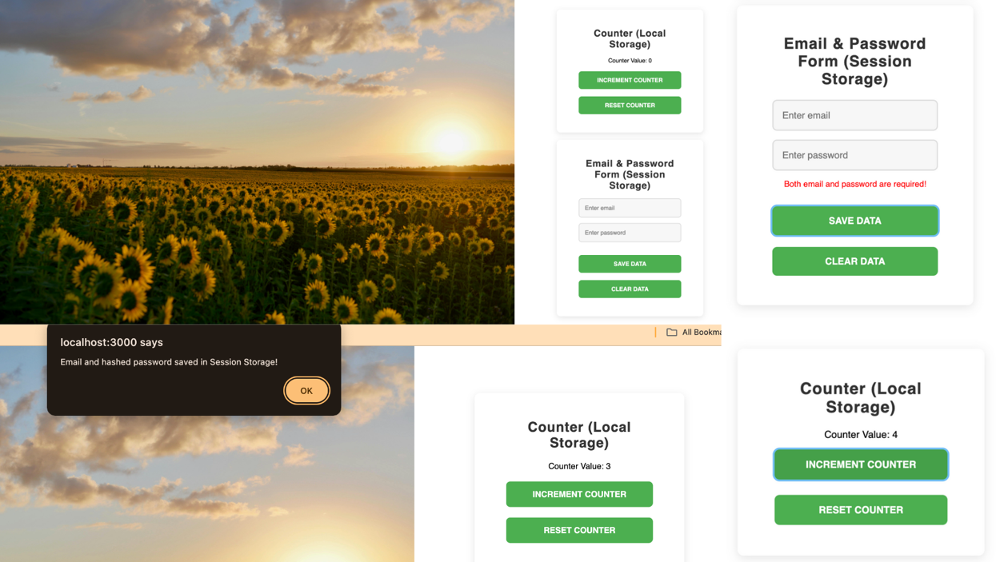 Counter (Local
Storage)
Counter Value: 0
INCREMENT COUNTER
RESET COUNTER
Email & Password
Form (Session
Storage)
Enter email
Enter password
SAVE DATA
CLEAR DATA
Email & Password
Form (Session
Storage)
Enter email
Enter password
Both email and password are required!
SAVE DATA
CLEAR DATA
All Bookma
localhost:3000 says
Email and hashed password saved in Session Storage!
OK
Counter (Local
Storage)
Counter Value: 3
INCREMENT COUNTER
RESET COUNTER
Counter (Local
Storage)
Counter Value: 4
INCREMENT COUNTER
RESET COUNTER